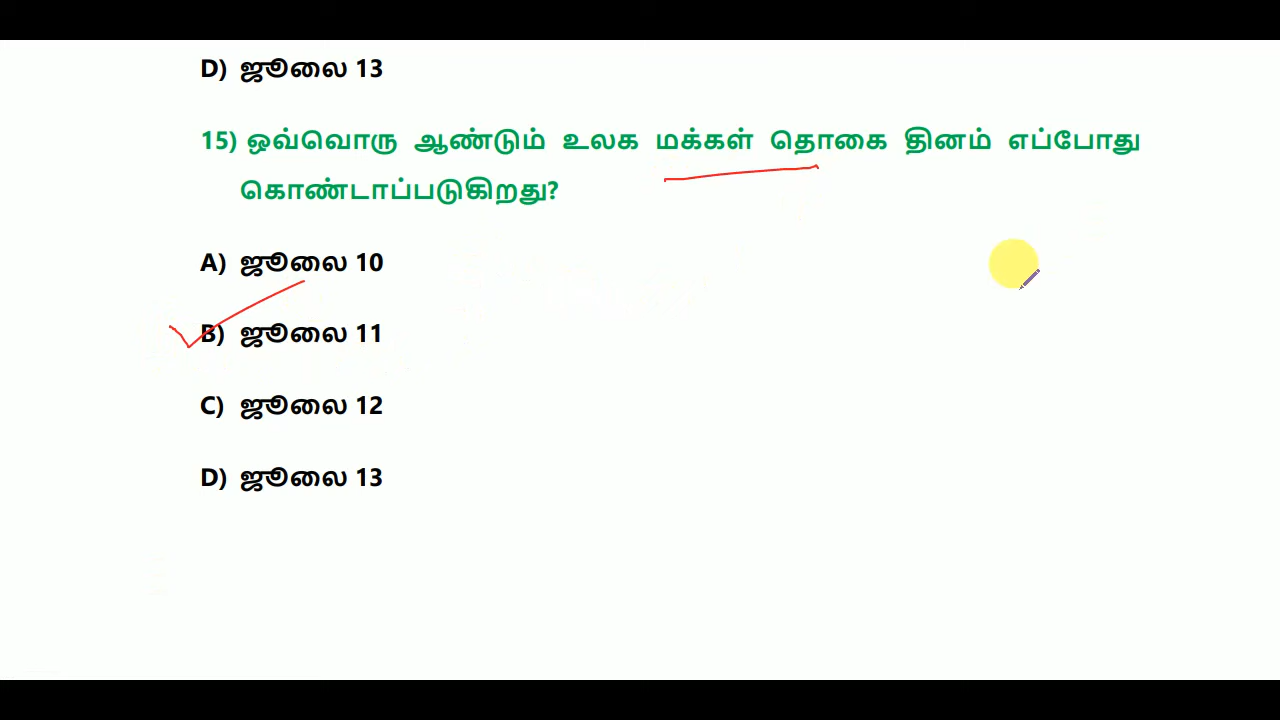 D) ஜூலை 13
15) ஒவ்வொரு ஆண்டும் உலக மக்கள் தொகை தினம் எப்போது
கொண்டாப்படுகிறது?
A) ஜூலை 10
B) ஜூலை 11
C) ஜூலை 12
D) ஜூலை 13